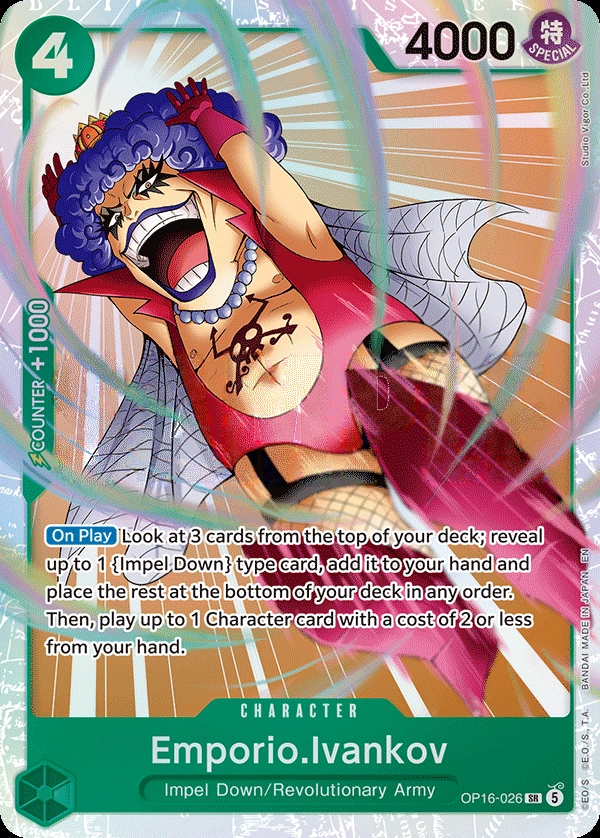 4
4000
特
SPECIAL
Studio Vigor Co., Ltd
COUNTER +1000
On Play Look at 3 cards from the top of your deck; reveal
up to 1 {Impel Down} type card, add it to your hand and
place the rest at the bottom of your deck in any order.
Then, play up to 1 Character card with a cost of 2 or less
from your hand.
CHARACTER
Emporio.Ivankov
Impel Down/Revolutionary Army
OP16-026 SR 5
©E.O/S ©E.O./S., T.A. BANDAI MADE IN JAPAN EN